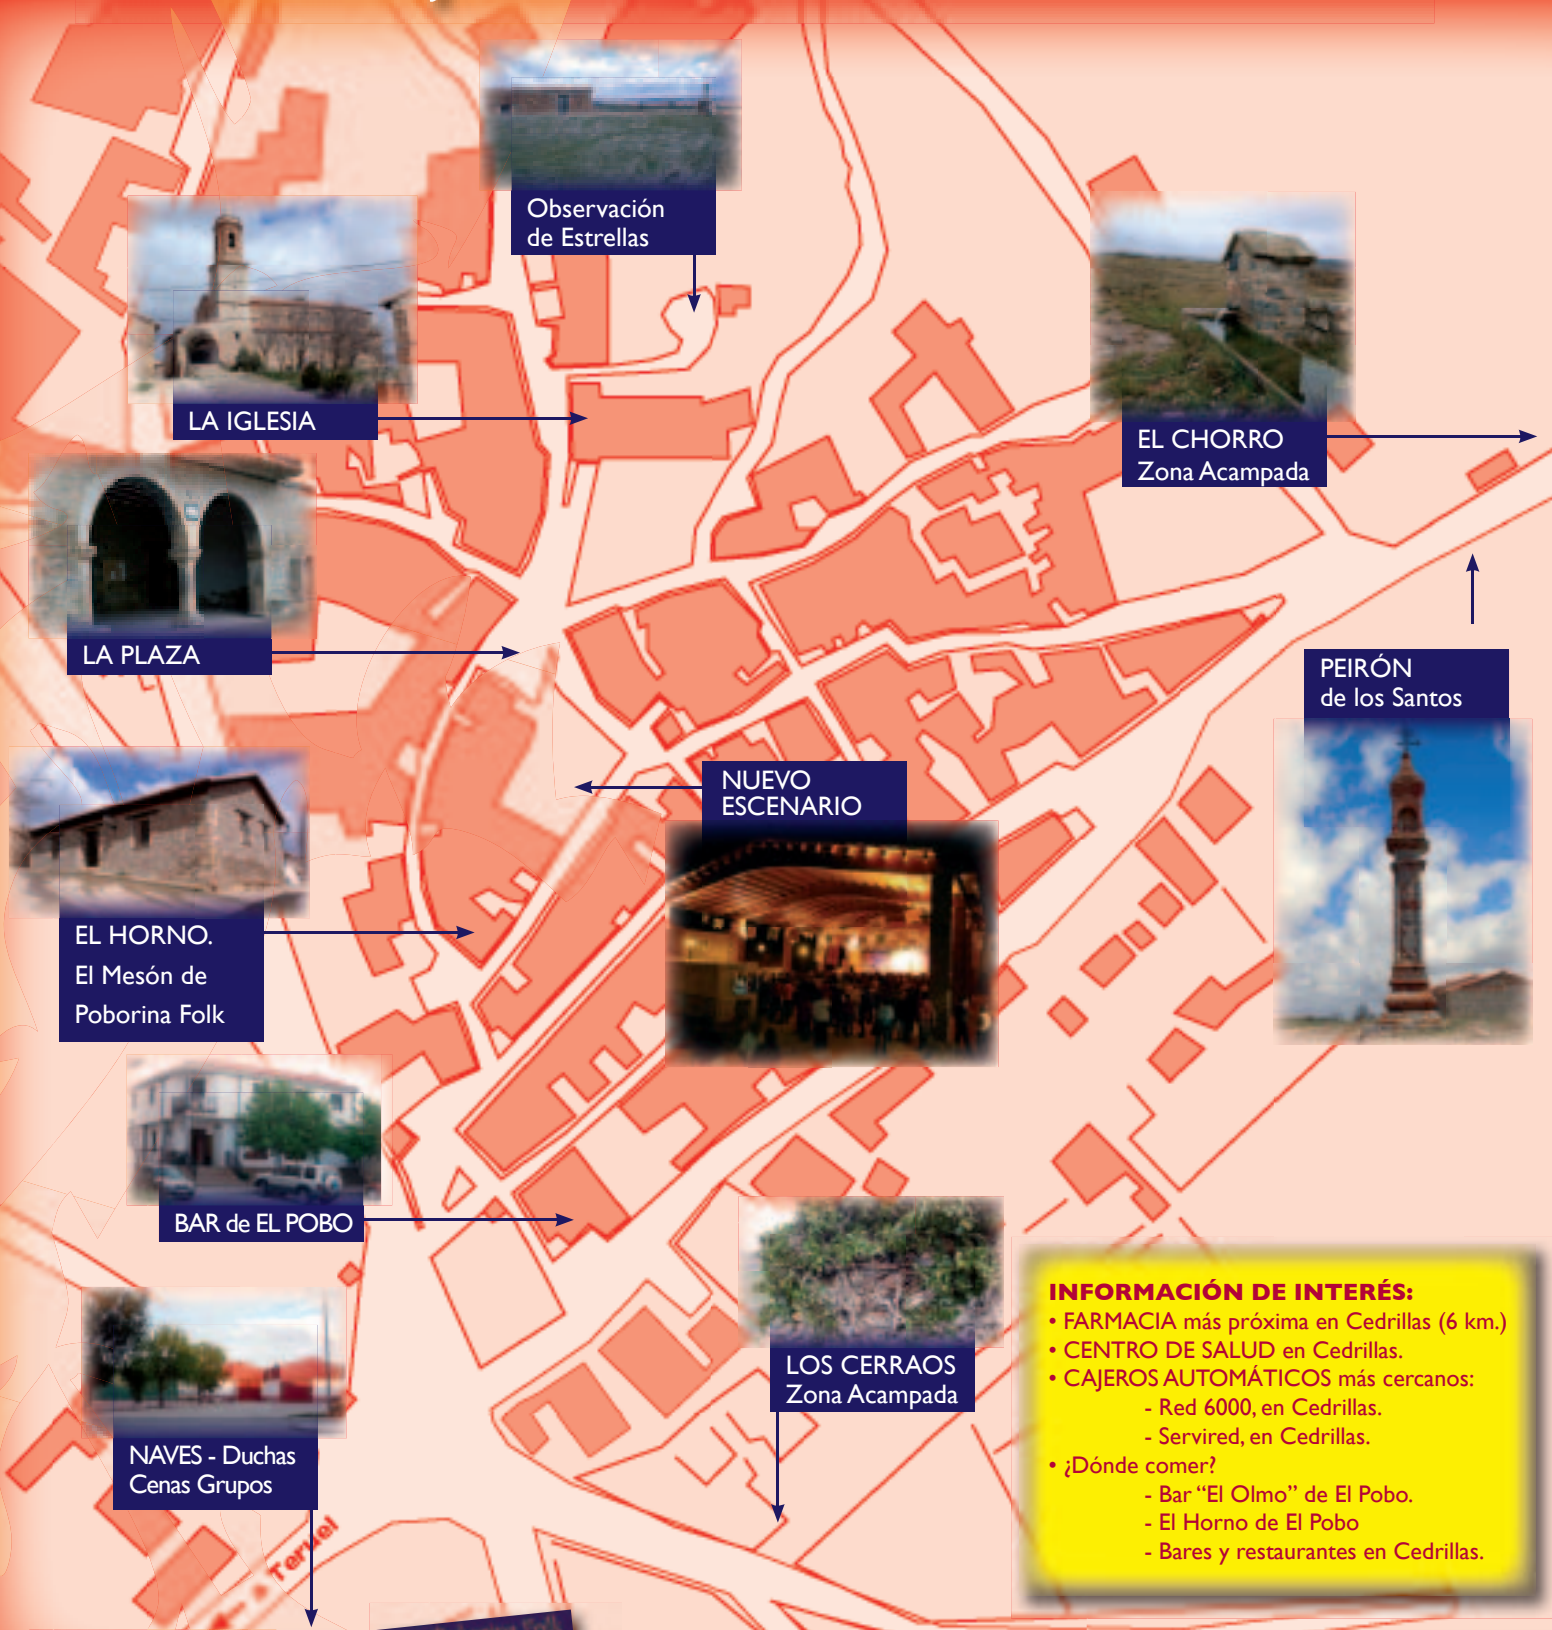 Observación
de Estrellas
LA IGLESIA
EL CHORRO
Zona Acampada
LA PLAZA
PEIRÓN
de los Santos
NUEVO
ESCENARIO
EL HORNO.
El Mesón de
Poborina Folk
BAR de EL POBO
LOS CERRAOS
Zona Acampada
NAVES - Duchas
Cenas Grupos
a Teruel
INFORMACIÓN DE INTERÉS:
• FARMACIA más próxima en Cedrillas (6 km.)
• CENTRO DE SALUD en Cedrillas.
• CAJEROS AUTOMÁTICOS más cercanos:
- Red 6000, en Cedrillas.
- Servired, en Cedrillas.
• ¿Dónde comer?
- Bar “El Olmo” de El Pobo.
- El Horno de El Pobo
- Bares y restaurantes en Cedrillas.